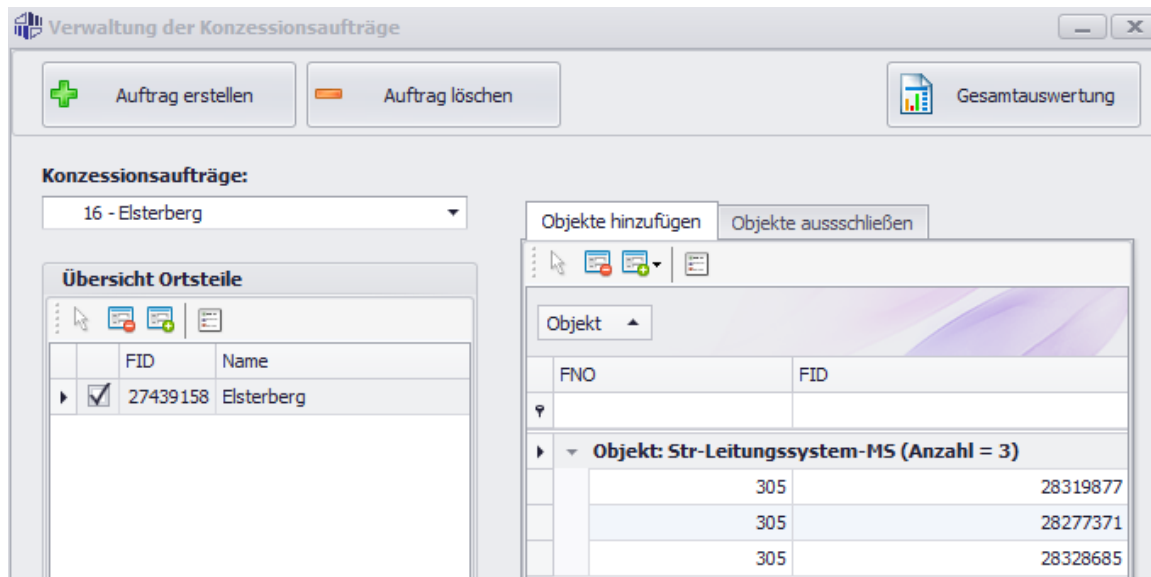 Verwaltung der Konzessionsaufträge
Auftrag erstellen
Auftrag löschen
Gesamtauswertung
Konzessionsaufträge:
16 - Elsterberg
Übersicht Ortsteile
FID Name
27439158 Elsterberg
Objekte hinzufügen
Objekte aussschließen
Objekt
FNO FID
Objekt: Str-Leitungssystem-MS (Anzahl = 3)
305 28319877
305 28277371
305 28328685